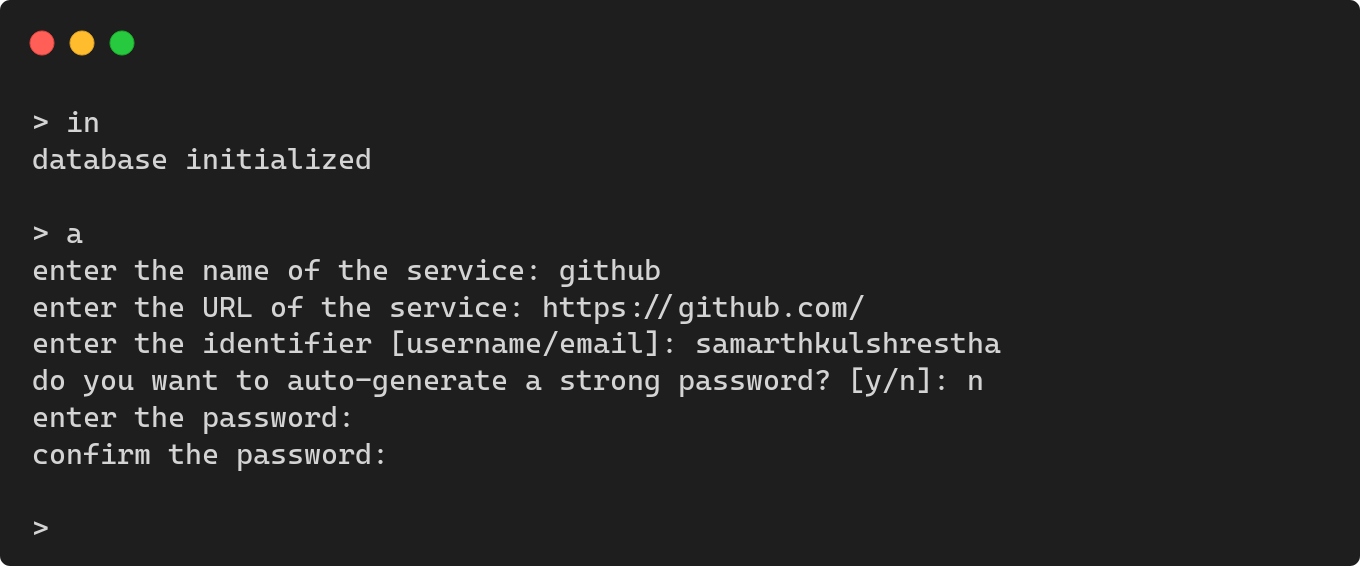 > in
database initialized
> a
enter the name of the service: github
enter the URL of the service: https://github.com/
enter the identifier [username/email]: samarthkulshrestha
do you want to auto-generate a strong password? [y/n]: n
enter the password:
confirm the password:
>